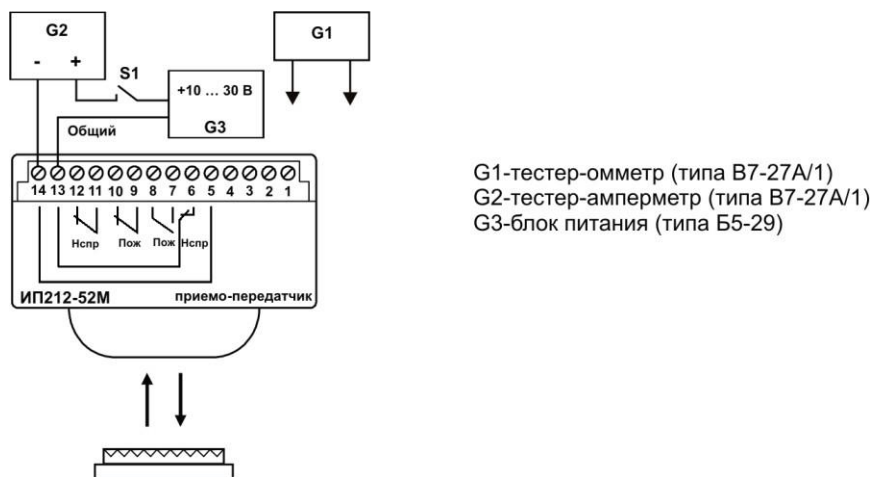 G2
- +
S1
G1
+10 ... 30 В
G3
Общий
14 13 12 11 10 9 8 7 6 5 4 3 2 1
Нспр Пож Пож Нспр
ИП212-52М приемо-передатчик
G1-тестер-омметр (типа В7-27А/1)
G2-тестер-амперметр (типа В7-27А/1)
G3-блок питания (типа Б5-29)